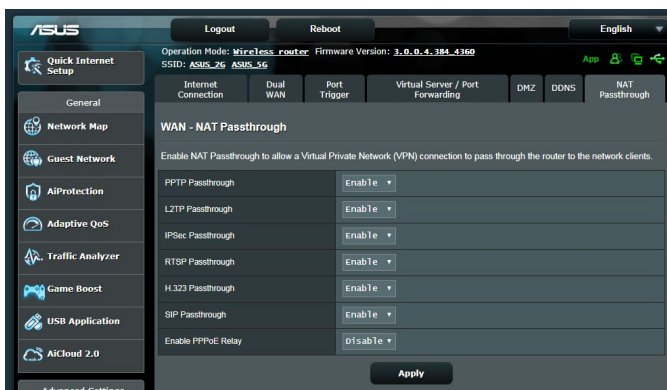 ASUS
Logout
Reboot
English
Operation Mode: Wireless router Firmware Version: 3.0.0.4.384_4360
SSID: ASUS_2G ASUS_5G
App
Quick Internet
Setup
General
Network Map
Guest Network
AiProtection
Adaptive QoS
Traffic Analyzer
Game Boost
USB Application
AiCloud 2.0
Advanced Settings
Internet
Connection
Dual
WAN
Port
Trigger
Virtual Server / Port
Forwarding
DMZ
DDNS
NAT
Passthrough
WAN - NAT Passthrough
Enable NAT Passthrough to allow a Virtual Private Network (VPN) connection to pass through the router to the network clients.
PPTP Passthrough Enable
L2TP Passthrough Enable
IPSec Passthrough Enable
RTSP Passthrough Enable
H.323 Passthrough Enable
SIP Passthrough Enable
Enable PPPoE Relay Disable
Apply